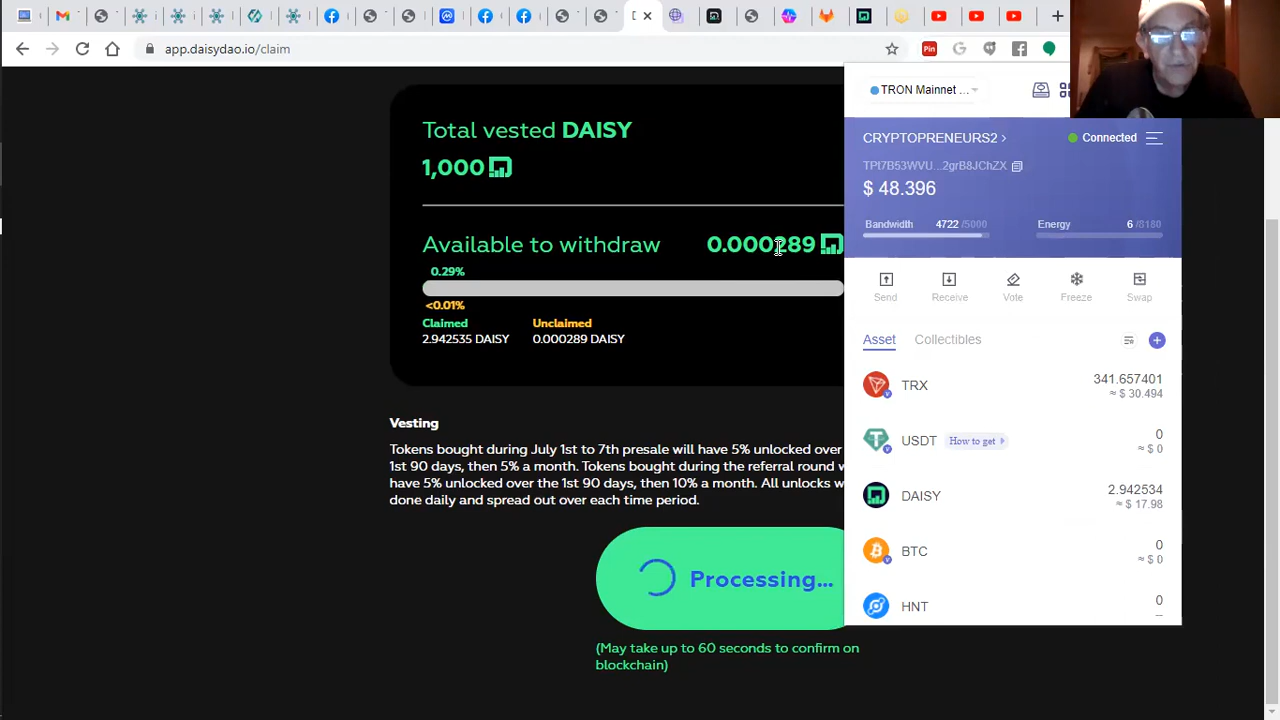 app.daisydao.io/claim
Pin
Total vested DAISY
1,000
Available to withdraw 0.000289
0.29%
<0.01%
Claimed Unclaimed
2.942535 DAISY 0.000289 DAISY
Vesting
Tokens bought during July 1st to 7th presale will have 5% unlocked over
1st 90 days, then 5% a month. Tokens bought during the referral round w
have 5% unlocked over the 1st 90 days, then 10% a month. All unlocks w
done daily and spread out over each time period.
Processing...
(May take up to 60 seconds to confirm on
blockchain)
TRON Mainnet ...
CRYPTOPRENEURS2 > Connected
TPt7B53WVU...2grB8JChZX
$ 48.396
Bandwidth 4722 /5000 Energy 6 /8180
Send Receive Vote Freeze Swap
Asset Collectibles
TRX 341.657401
≈ $ 30.494
USDT How to get 0
≈ $ 0
DAISY 2.942534
≈ $ 17.98
BTC 0
≈ $ 0
HNT 0
--